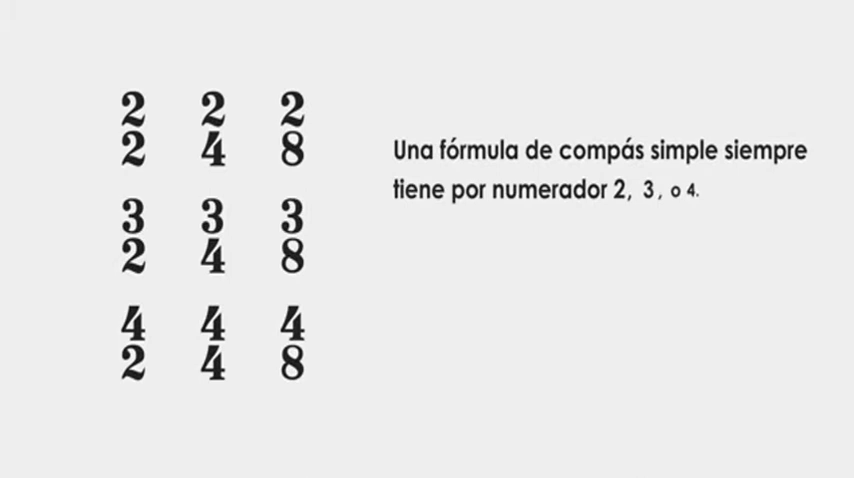 2 2 2
2 4 8
3 3 3
2 4 8
4 4 4
2 4 8
Una fórmula de compás simple siempre
tiene por numerador 2, 3, o 4.